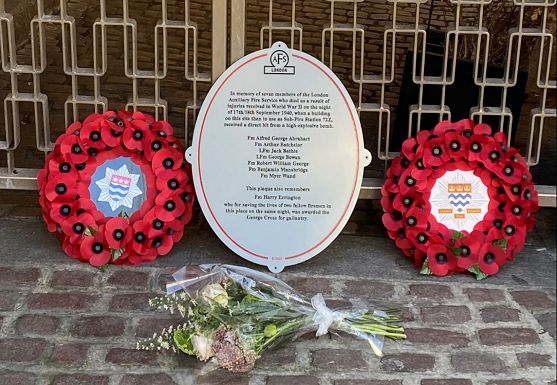 AFS
LONDON
In memory of seven members of the London
Auxiliary Fire Service who died as a result of
injuries received in World War II on the night
of 17th/18th September 1940, when a building
on this site then in use as Sub-Fire Station 72Z,
received a direct hit from a high-explosive bomb.
Fm Alfred George Abrehart
Fm Arthur Batchelor
LFm Jack Bathie
LFm George Bowen
Fm Robert William George
Fm Benjamin Mansbridge
Fm Myer Wand
This plaque also remembers
Fm Harry Errington
who for saving the lives of two fellow firemen in
this place on the same night, was awarded the
George Cross for gallantry.